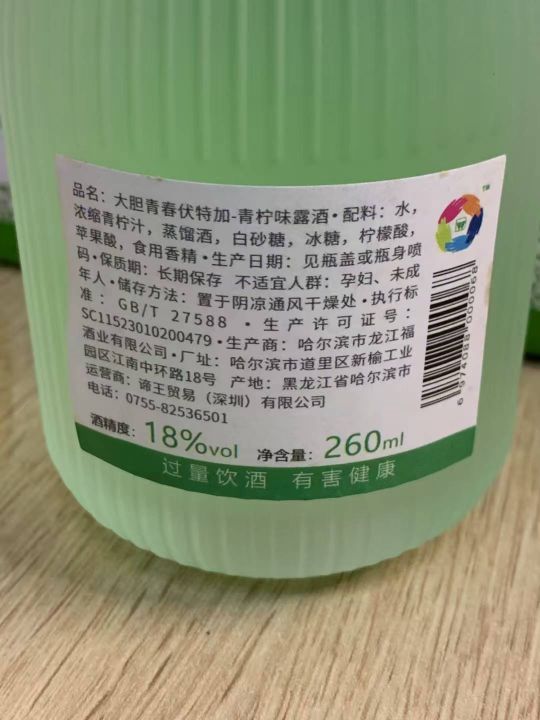 品名：大胆青春伏特加-青柠味露酒·配料：水，
浓缩青柠汁，蒸馏酒，白砂糖，冰糖，柠檬酸，
苹果酸，食用香精·生产日期：见瓶盖或瓶身喷
码·保质期：长期保存 不适宜人群：孕妇、未成
年人·储存方法：置于阴凉通风干燥处·执行标
准：GB/T 27588·生产许可证号：
SC11523010200479·生产商：哈尔滨市龙江福
酒业有限公司·厂址：哈尔滨市道里区新榆工业
园区江南中环路18号 产地：黑龙江省哈尔滨市
运营商：谛王贸易（深圳）有限公司
电话：0755-82536501
酒精度：18%vol 净含量：260ml
过量饮酒 有害健康
TM
6 974088 000068